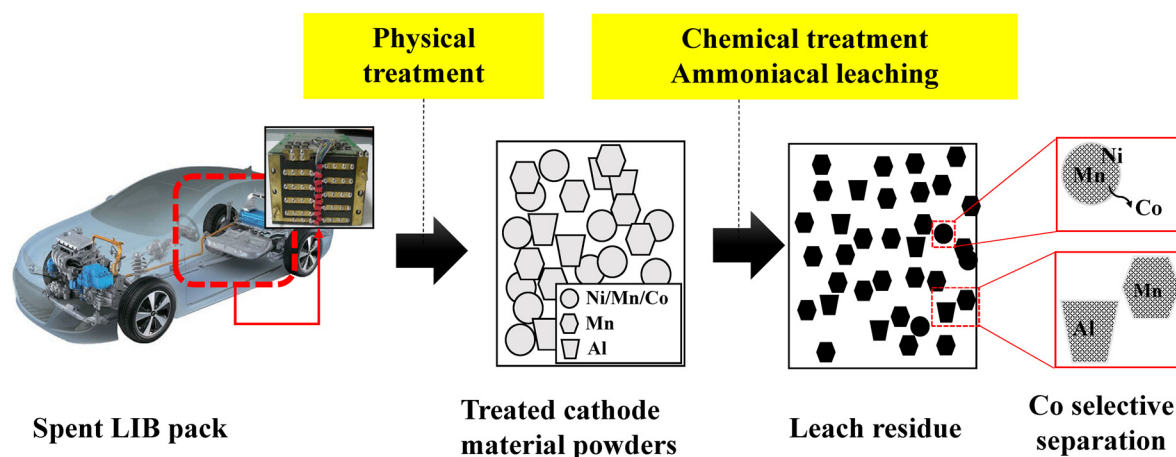 Physical
treatment
Chemical treatment
Ammoniacal leaching
Ni/Mn/Co
Mn
Al
Ni
Mn
Co
Mn
Al
Spent LIB pack
Treated cathode
material powders
Leach residue
Co selective
separation